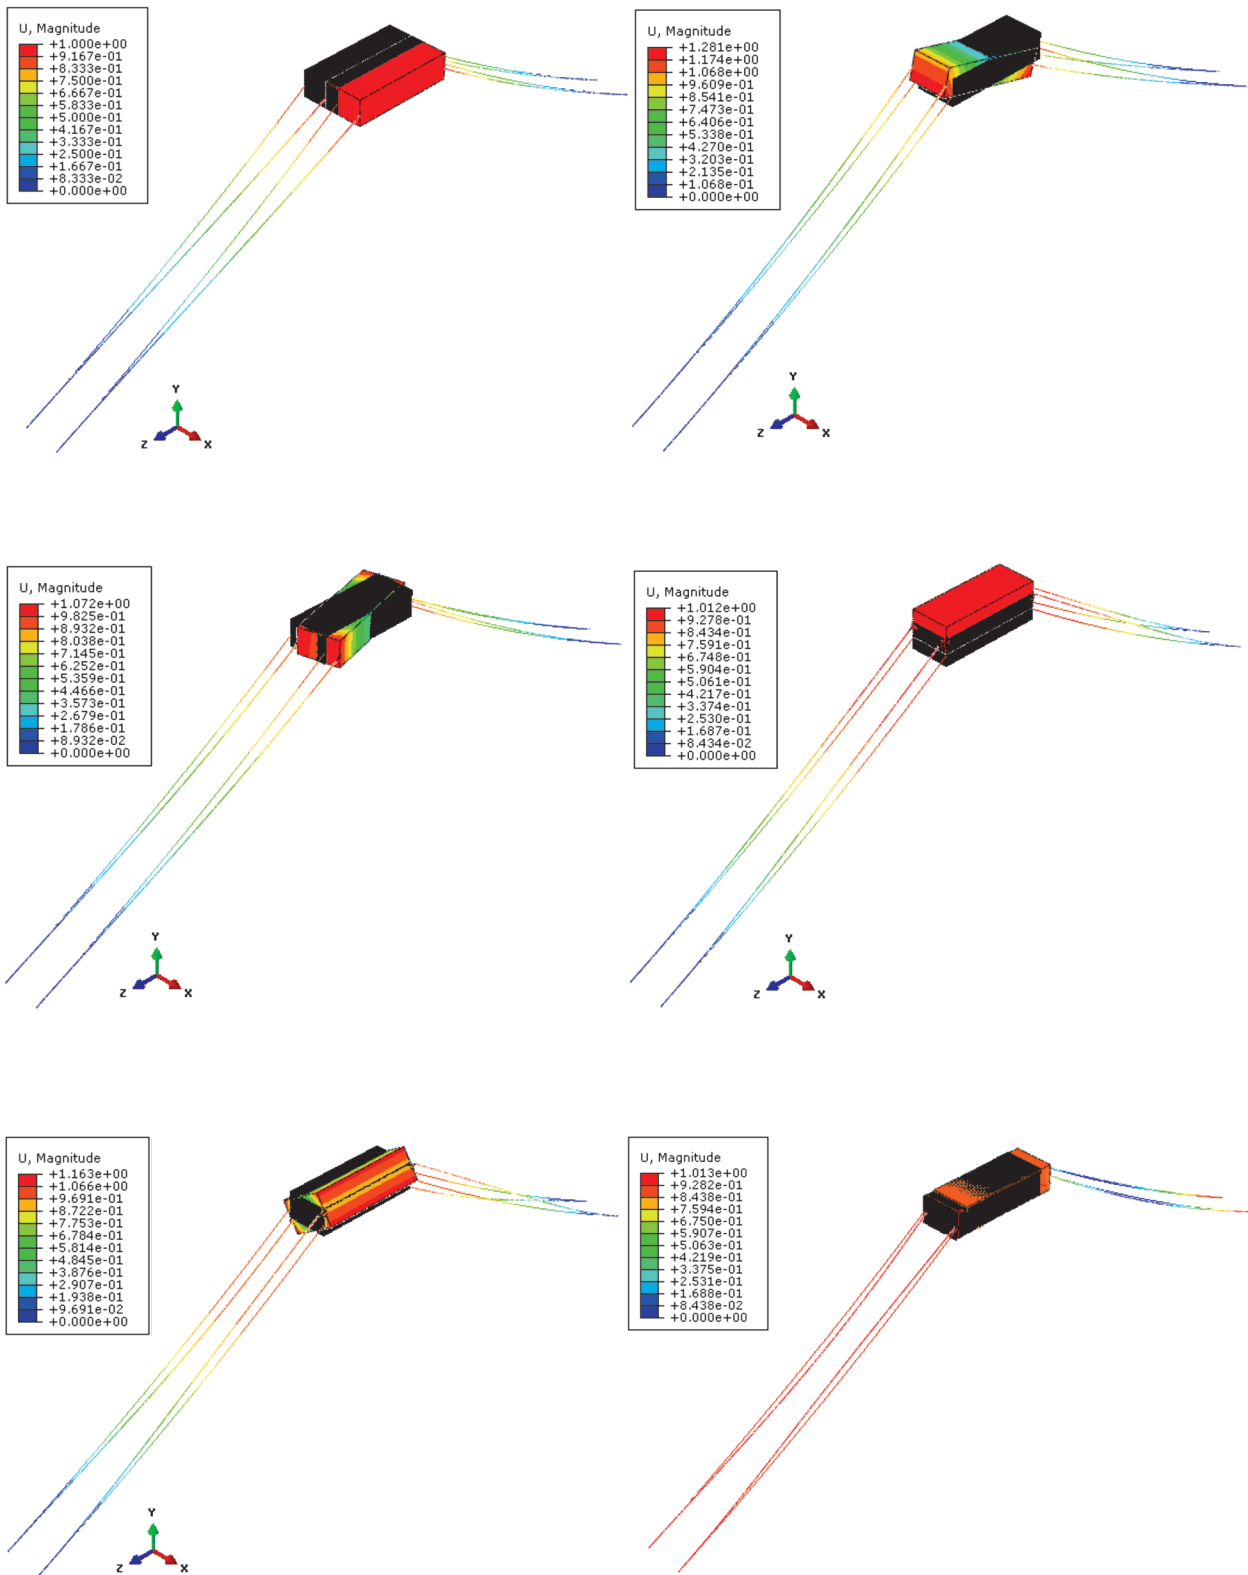 U, Magnitude
+1.000e+00
+9.167e-01
+8.333e-01
+7.500e-01
+6.667e-01
+5.833e-01
+5.000e-01
+4.167e-01
+3.333e-01
+2.500e-01
+1.667e-01
+8.333e-02
+0.000e+00
Y
Z
X
U, Magnitude
+1.281e+00
+1.174e+00
+1.068e+00
+9.609e-01
+8.541e-01
+7.473e-01
+6.406e-01
+5.338e-01
+4.270e-01
+3.203e-01
+2.135e-01
+1.068e-01
+0.000e+00
Y
Z
X
U, Magnitude
+1.072e+00
+9.825e-01
+8.932e-01
+8.038e-01
+7.145e-01
+6.252e-01
+5.359e-01
+4.466e-01
+3.573e-01
+2.679e-01
+1.786e-01
+8.932e-02
+0.000e+00
Y
Z
X
U, Magnitude
+1.012e+00
+9.278e-01
+8.434e-01
+7.591e-01
+6.748e-01
+5.904e-01
+5.061e-01
+4.217e-01
+3.374e-01
+2.530e-01
+1.687e-01
+8.434e-02
+0.000e+00
Y
Z
X
U, Magnitude
+1.163e+00
+1.066e+00
+9.691e-01
+8.722e-01
+7.753e-01
+6.784e-01
+5.814e-01
+4.845e-01
+3.876e-01
+2.907e-01
+1.938e-01
+9.691e-02
+0.000e+00
Y
Z
X
U, Magnitude
+1.013e+00
+9.282e-01
+8.438e-01
+7.594e-01
+6.750e-01
+5.907e-01
+5.063e-01
+4.219e-01
+3.375e-01
+2.531e-01
+1.688e-01
+8.438e-02
+0.000e+00